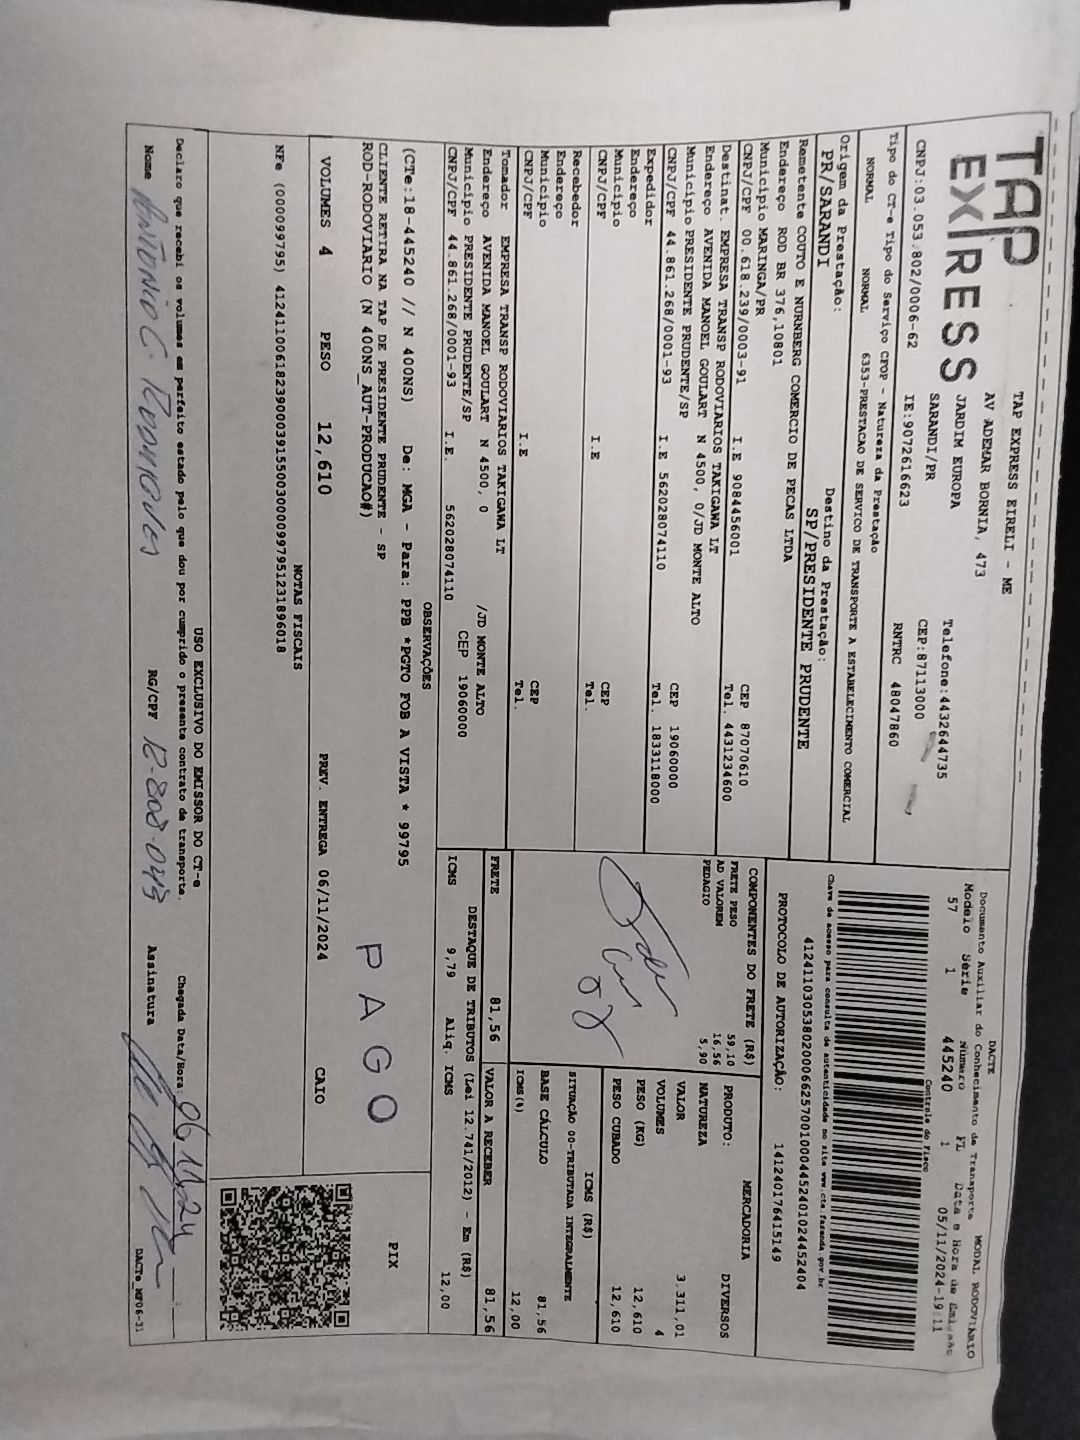 TAP EXPRESS
TAP EXPRESS EIRELI - ME
AV ADEMAR BORNIA, 473
JARDIM EUROPA
SARANDI/PR
Telefone:4432644735
CEP:87113000
CNPJ:03.053.802/0006-62 IE:9072616623 RNTRC 48047860
Tipo do CT-e Tipo do Serviço CFOP - Natureza da Prestação
NORMAL NORMAL 6353-PRESTACAO DE SERVICO DE TRANSPORTE A ESTABELECIMENTO COMERCIAL
Origem da Prestação: Destino da Prestação:
PR/SARANDI SP/PRESIDENTE PRUDENTE
Remetente COUTO E NURNBERG COMERCIO DE PECAS LTDA
Endereço ROD BR 376,10801
Município MARINGA/PR CEP 87070610
CNPJ/CPF 00.618.239/0003-91 I.E 9084456001 Tel. 4431234600
Destinat. EMPRESA TRANSP RODOVIARIOS TAKIGAWA LT
Endereço AVENIDA MANOEL GOULART N 4500, 0/JD MONTE ALTO
Município PRESIDENTE PRUDENTE/SP CEP 19060000
CNPJ/CPF 44.861.268/0001-93 I.E 562028074110 Tel. 1833118000
Expedidor
Endereço
Município CEP
CNPJ/CPF I.E Tel.
Recebedor
Endereço
Município CEP
CNPJ/CPF I.E Tel.
Tomador EMPRESA TRANSP RODOVIARIOS TAKIGAWA LT
Endereço AVENIDA MANOEL GOULART N 4500, 0 /JD MONTE ALTO
Município PRESIDENTE PRUDENTE/SP CEP 19060000
CNPJ/CPF 44.861.268/0001-93 I.E. 562028074110
DACTE
Documento Auxiliar do Conhecimento de Transporte MODAL RODOVIÁRIO
Modelo Série Número FL Data e Hora de Emissão
57 1 445240 1 05/11/2024-19:11
Controle do Fisco
Chave de acesso para consulta de autenticidade no site www.cte.fazenda.gov.br
PROTOCOLO DE AUTORIZAÇÃO: 141240176415149
COMPONENTES DO FRETE (R$)
FRETE PESO 59,10
AD VALOREM 16,56
PEDAGIO 5,90
PRODUTO: MERCADORIA
NATUREZA DIVERSOS
VALOR 3.311,01
VOLUMES 4
PESO (KG) 12,610
PESO CUBADO 12,610
ICMS (R$)
SITUAÇÃO 00-TRIBUTADA INTEGRALMENTE
BASE CÁLCULO 81,56
ICMS(%) 12,00
FRETE 81,56 VALOR A RECEBER 81,56
DESTAQUE DE TRIBUTOS (Lei 12.741/2012) - Em (R$)
ICMS 9,79 Aliq. ICMS 12,00
OBSERVAÇÕES
(CTE:18-445240 // N 400NS) De: MGA - Para: PPB *PGTO FOB A VISTA * 99795
CLIENTE RETIRA NA TAP DE PRESIDENTE PRUDENTE - SP
ROD-RODOVIARIO (N 400NS_AUT-PRODUCAO#)
PAGO
PIX
VOLUMES 4 PESO 12,610 PREV. ENTREGA 06/11/2024 CAIO
NOTAS FISCAIS
USO EXCLUSIVO DO EMISSOR DO CT-e
Declaro que recebi os volumes em perfeito estado pelo que dou por cumprido o presente contrato de transporte. Chegada Data/Hora 06/11/24
Nome RG/CPF 12.808.043 Assinatura
DACTe_MP06-31